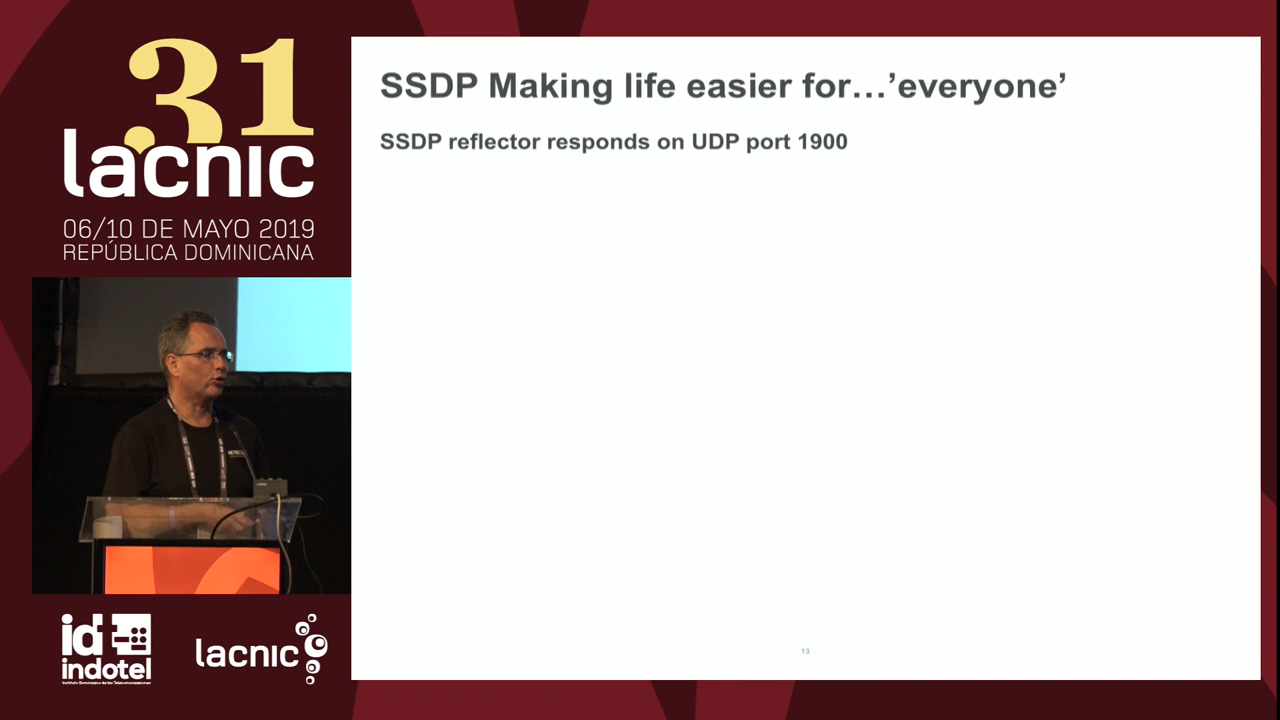 31
lacnic
06/10 DE MAYO 2019
REPÚBLICA DOMINICANA
SSDP Making life easier for…’everyone’
SSDP reflector responds on UDP port 1900
13
id
indotel
lacnic